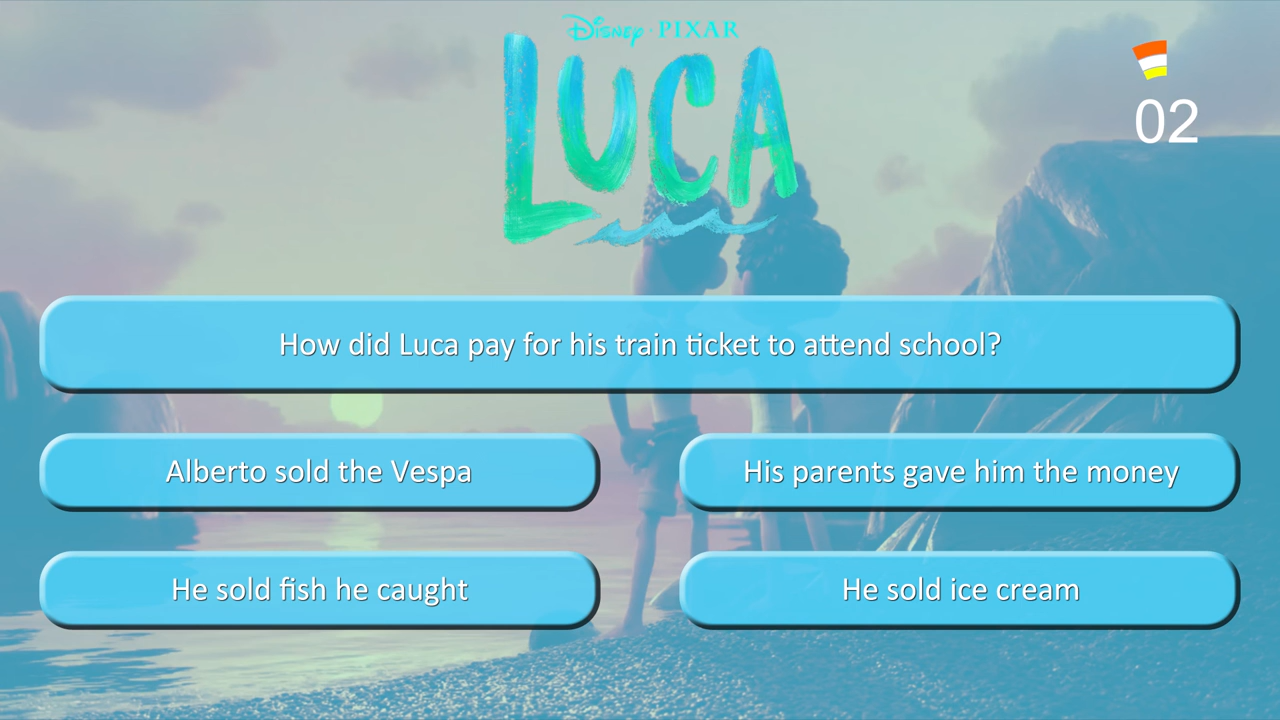 Disney · PIXAR
LUCA
02
How did Luca pay for his train ticket to attend school?
Alberto sold the Vespa
His parents gave him the money
He sold fish he caught
He sold ice cream